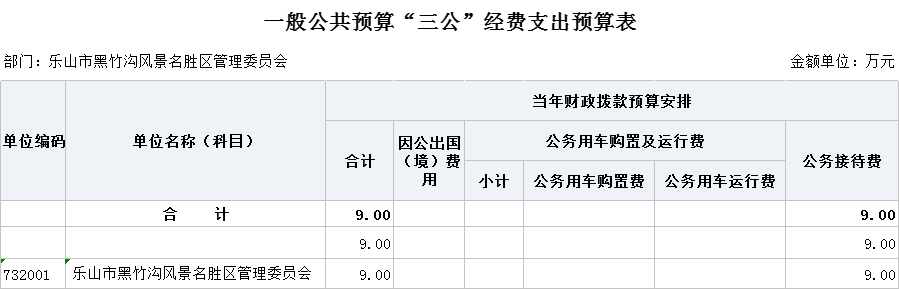 一般公共预算“三公”经费支出预算表
部门：乐山市黑竹沟风景名胜区管理委员会 金额单位：万元
单位编码 单位名称（科目） 当年财政拨款预算安排
合计 因公出国（境）费用 公务用车购置及运行费 公务接待费
小计 公务用车购置费 公务用车运行费
合 计 9.00 9.00
9.00 9.00
732001 乐山市黑竹沟风景名胜区管理委员会 9.00 9.00